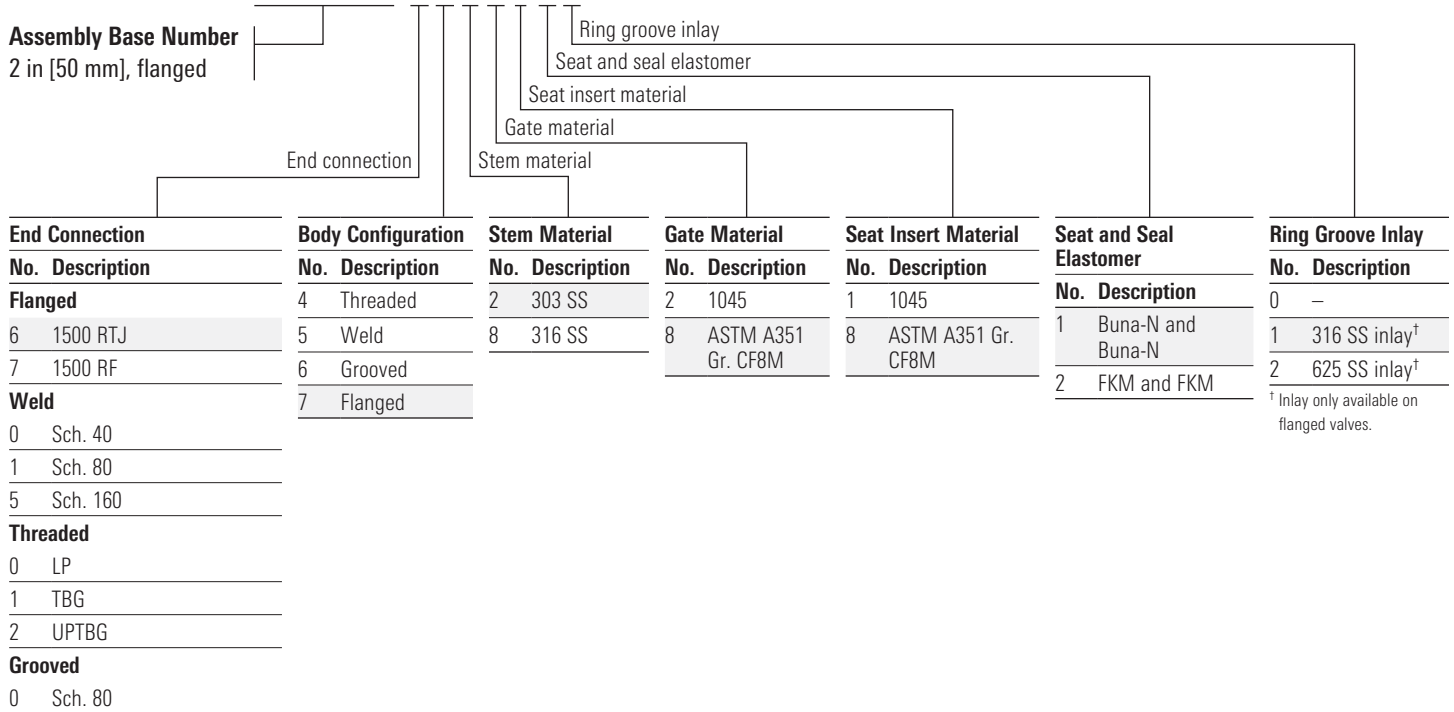 Assembly Base Number
2 in [50 mm], flanged
Ring groove inlay
Seat and seal elastomer
Seat insert material
Gate material
End connection
Stem material
End Connection
No. Description
Flanged
6 1500 RTJ
7 1500 RF
Weld
0 Sch. 40
1 Sch. 80
5 Sch. 160
Threaded
0 LP
1 TBG
2 UPTBG
Grooved
0 Sch. 80
Body Configuration
No. Description
4 Threaded
5 Weld
6 Grooved
7 Flanged
Stem Material
No. Description
2 303 SS
8 316 SS
Gate Material
No. Description
2 1045
8 ASTM A351
Gr. CF8M
Seat Insert Material
No. Description
1 1045
8 ASTM A351 Gr.
CF8M
Seat and Seal
Elastomer
No. Description
1 Buna-N and
Buna-N
2 FKM and FKM
Ring Groove Inlay
No. Description
0 –
1 316 SS inlay†
2 625 SS inlay†
† Inlay only available on
flanged valves.